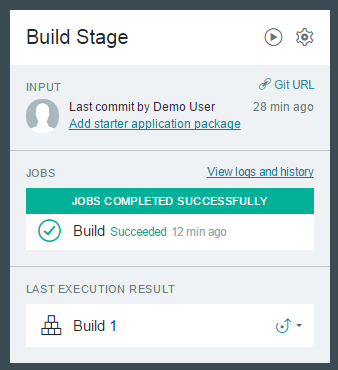 Build Stage
INPUT
Git URL
Last commit by Demo User 28 min ago
Add starter application package
JOBS
View logs and history
JOBS COMPLETED SUCCESSFULLY
Build Succeeded 12 min ago
LAST EXECUTION RESULT
Build 1